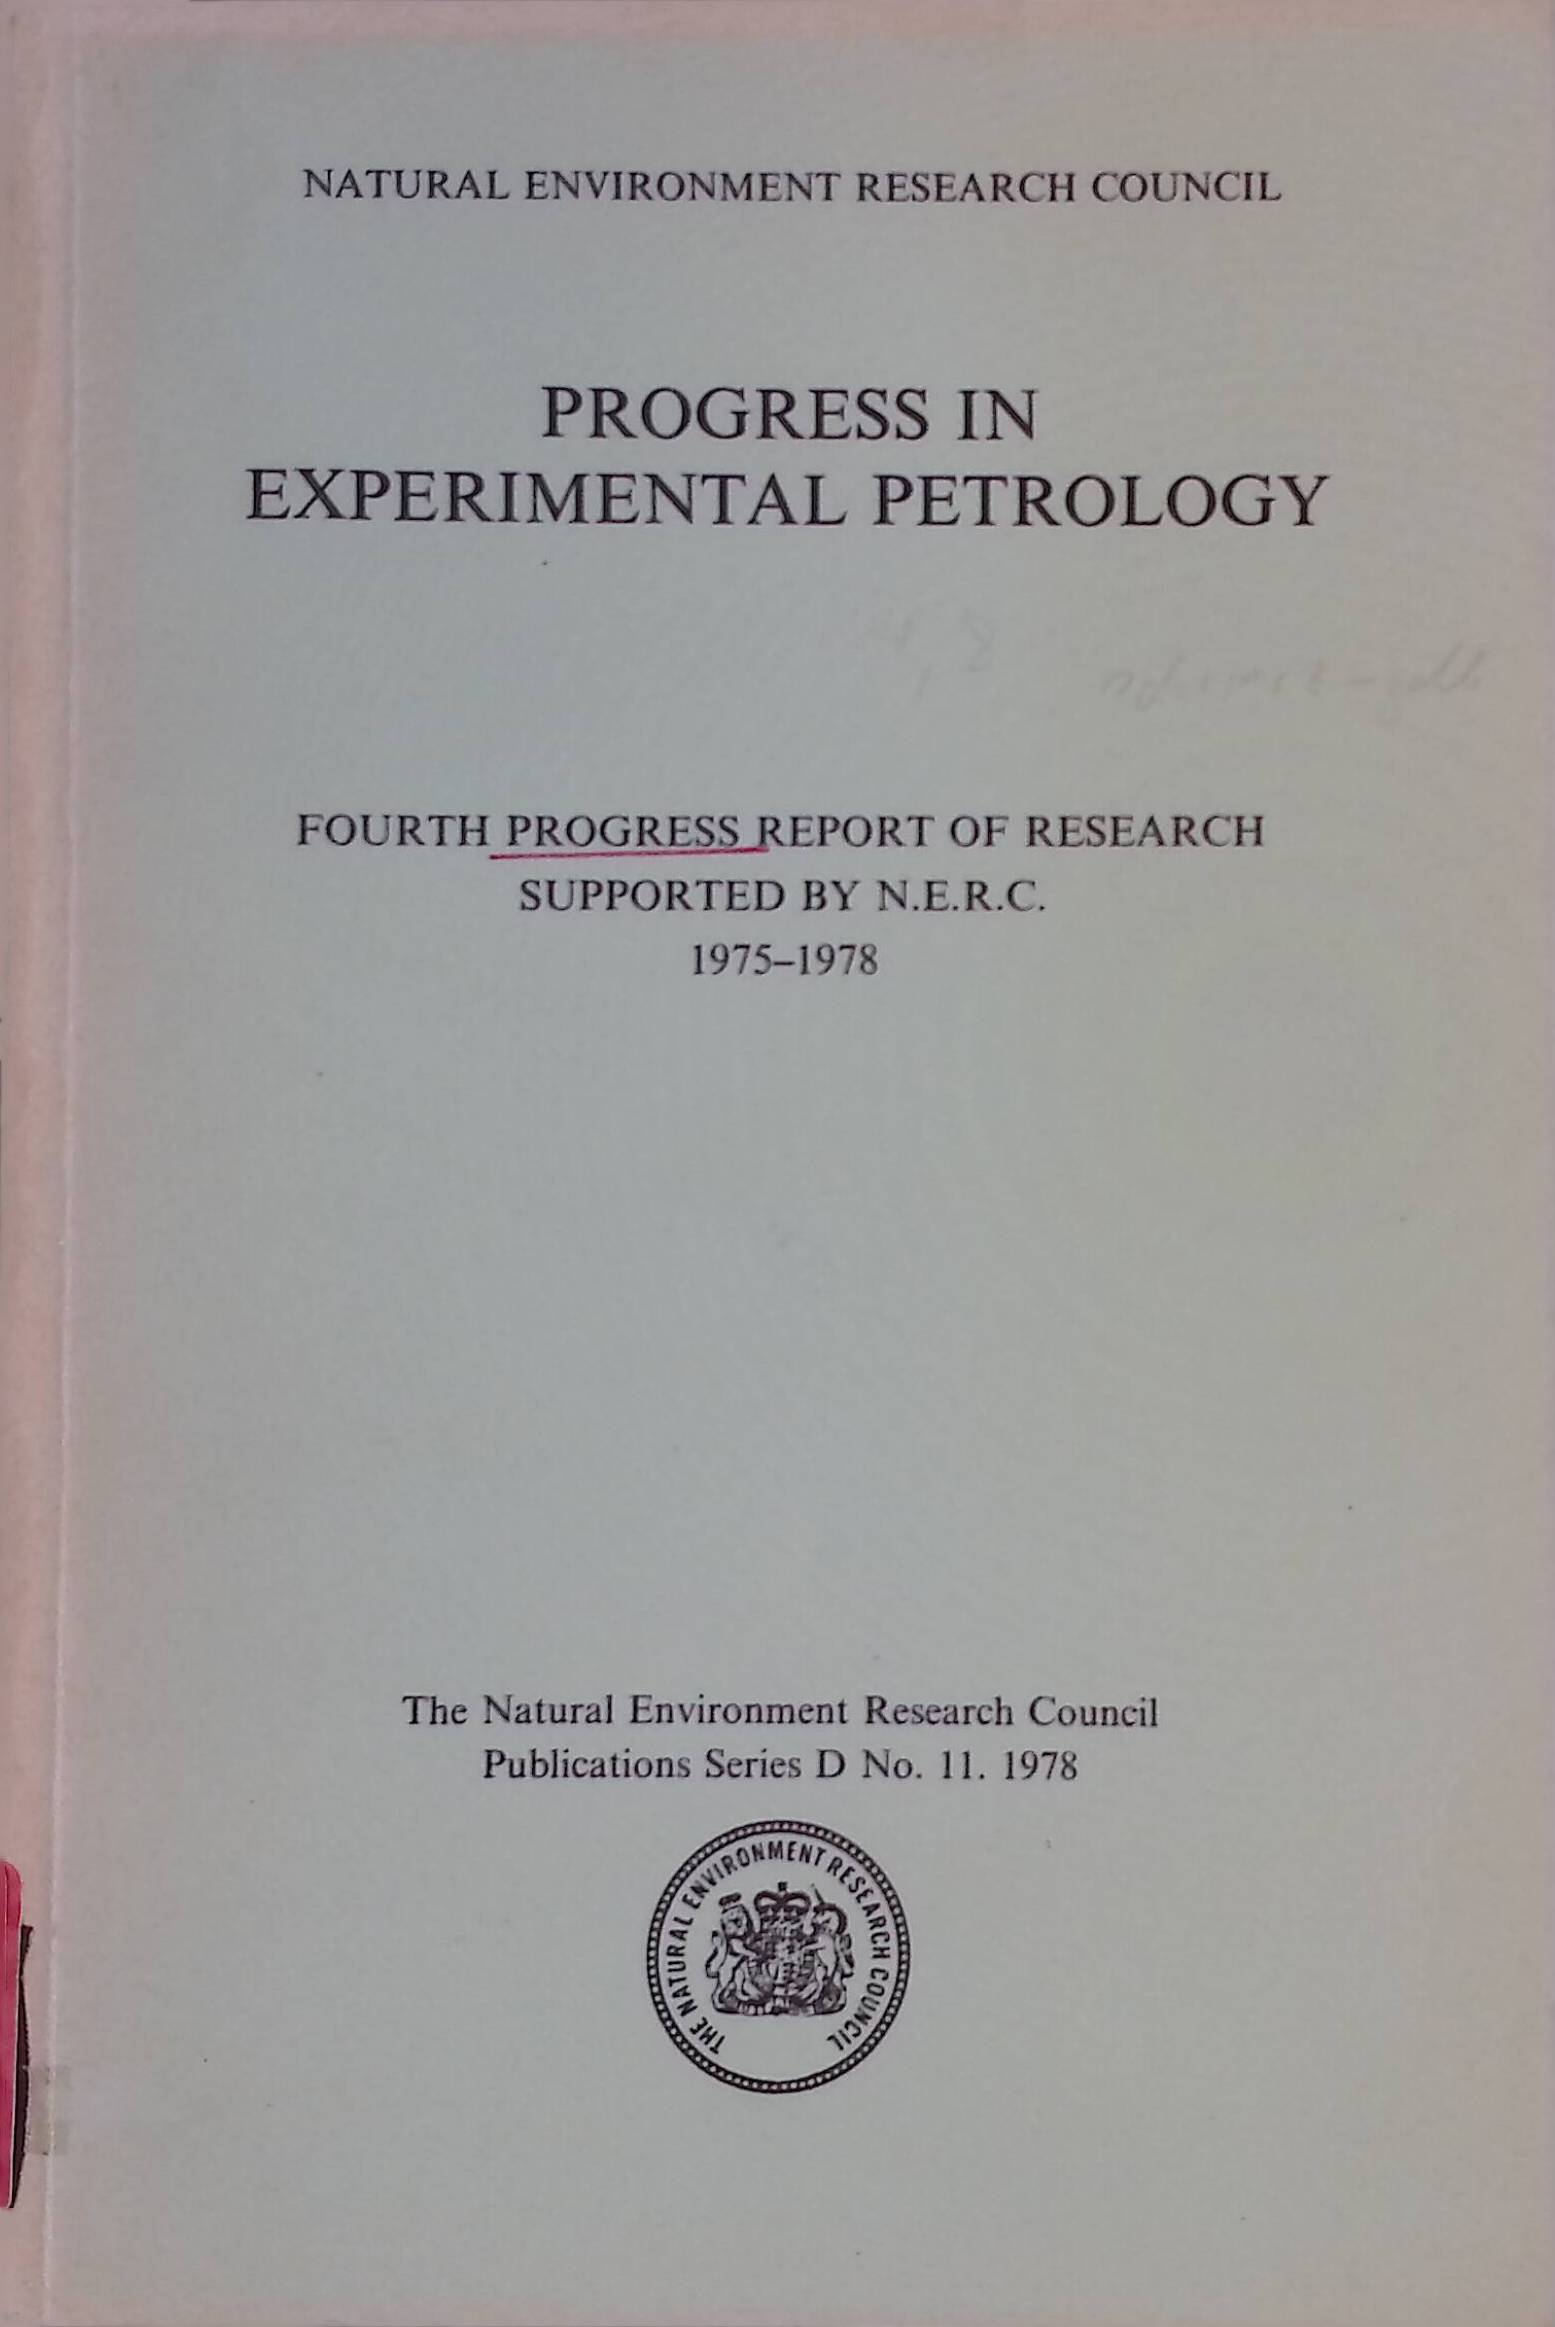 NATURAL ENVIRONMENT RESEARCH COUNCIL
PROGRESS IN
EXPERIMENTAL PETROLOGY
FOURTH PROGRESS REPORT OF RESEARCH
SUPPORTED BY N.E.R.C.
1975–1978
The Natural Environment Research Council
Publications Series D No. 11. 1978
THE NATURAL ENVIRONMENT RESEARCH COUNCIL